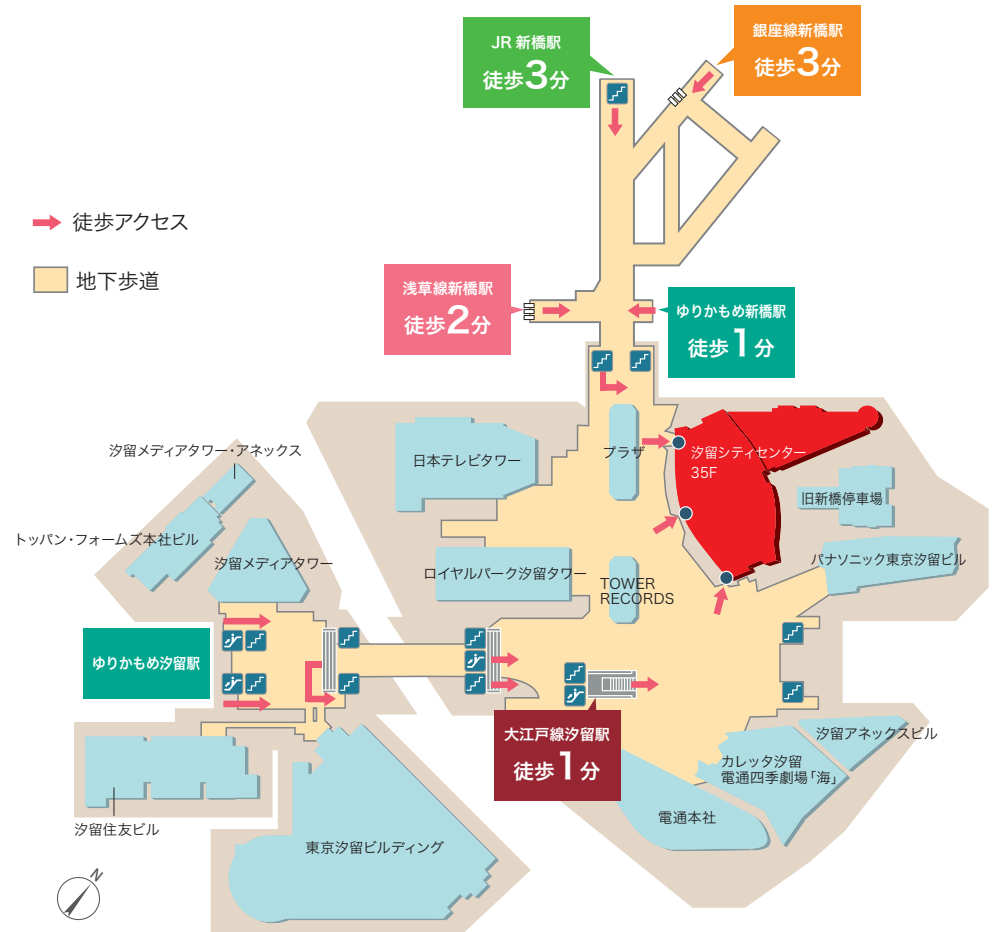 JR 新橋駅
徒歩3分
銀座線新橋駅
徒歩3分
徒歩アクセス
地下歩道
浅草線新橋駅
徒歩2分
ゆりかもめ新橋駅
徒歩1分
汐留メディアタワー・アネックス
日本テレビタワー
プラザ
汐留シティセンター
35F
旧新橋停車場
トッパン・フォームズ本社ビル
汐留メディアタワー
ロイヤルパーク汐留タワー
TOWER
RECORDS
パナソニック東京汐留ビル
ゆりかもめ汐留駅
大江戸線汐留駅
徒歩1分
汐留アネックスビル
カレッタ汐留
電通四季劇場「海」
電通本社
汐留住友ビル
東京汐留ビルディング
N